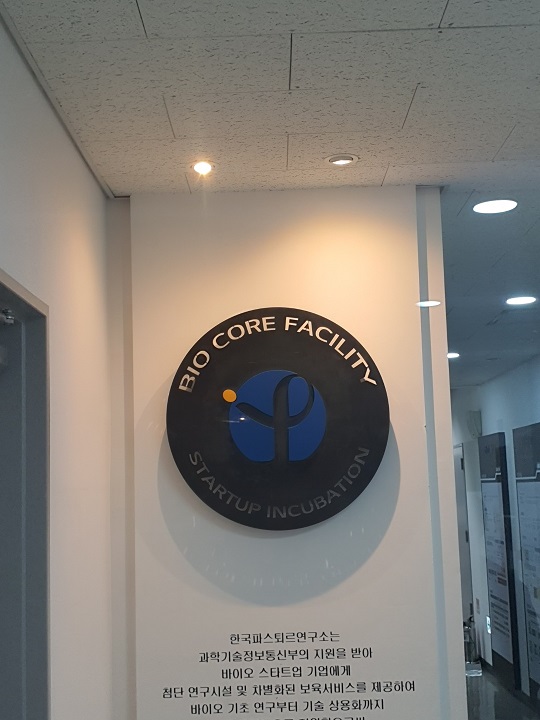 BIO CORE FACILITY
STARTUP INCUBATION
한국파스퇴르연구소는
과학기술정보통신부의 지원을 받아
바이오 스타트업 기업에게
첨단 연구시설 및 차별화된 보육서비스를 제공하여
바이오 기초 연구부터 기술 상용화까지